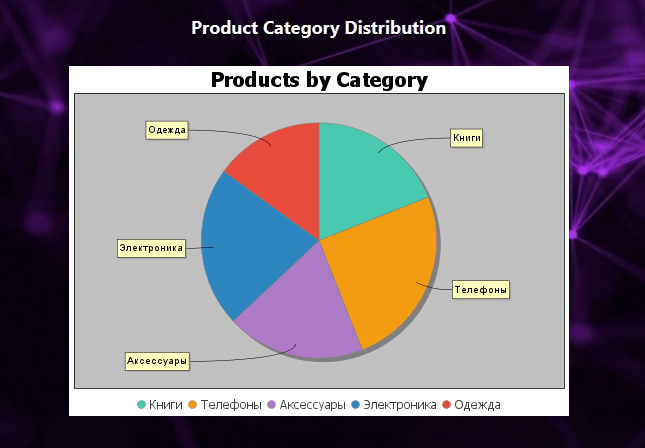 Product Category Distribution
Products by Category
Одежда
Книги
Электроника
Телефоны
Аксессуары
Книги Телефоны Аксессуары Электроника Одежда